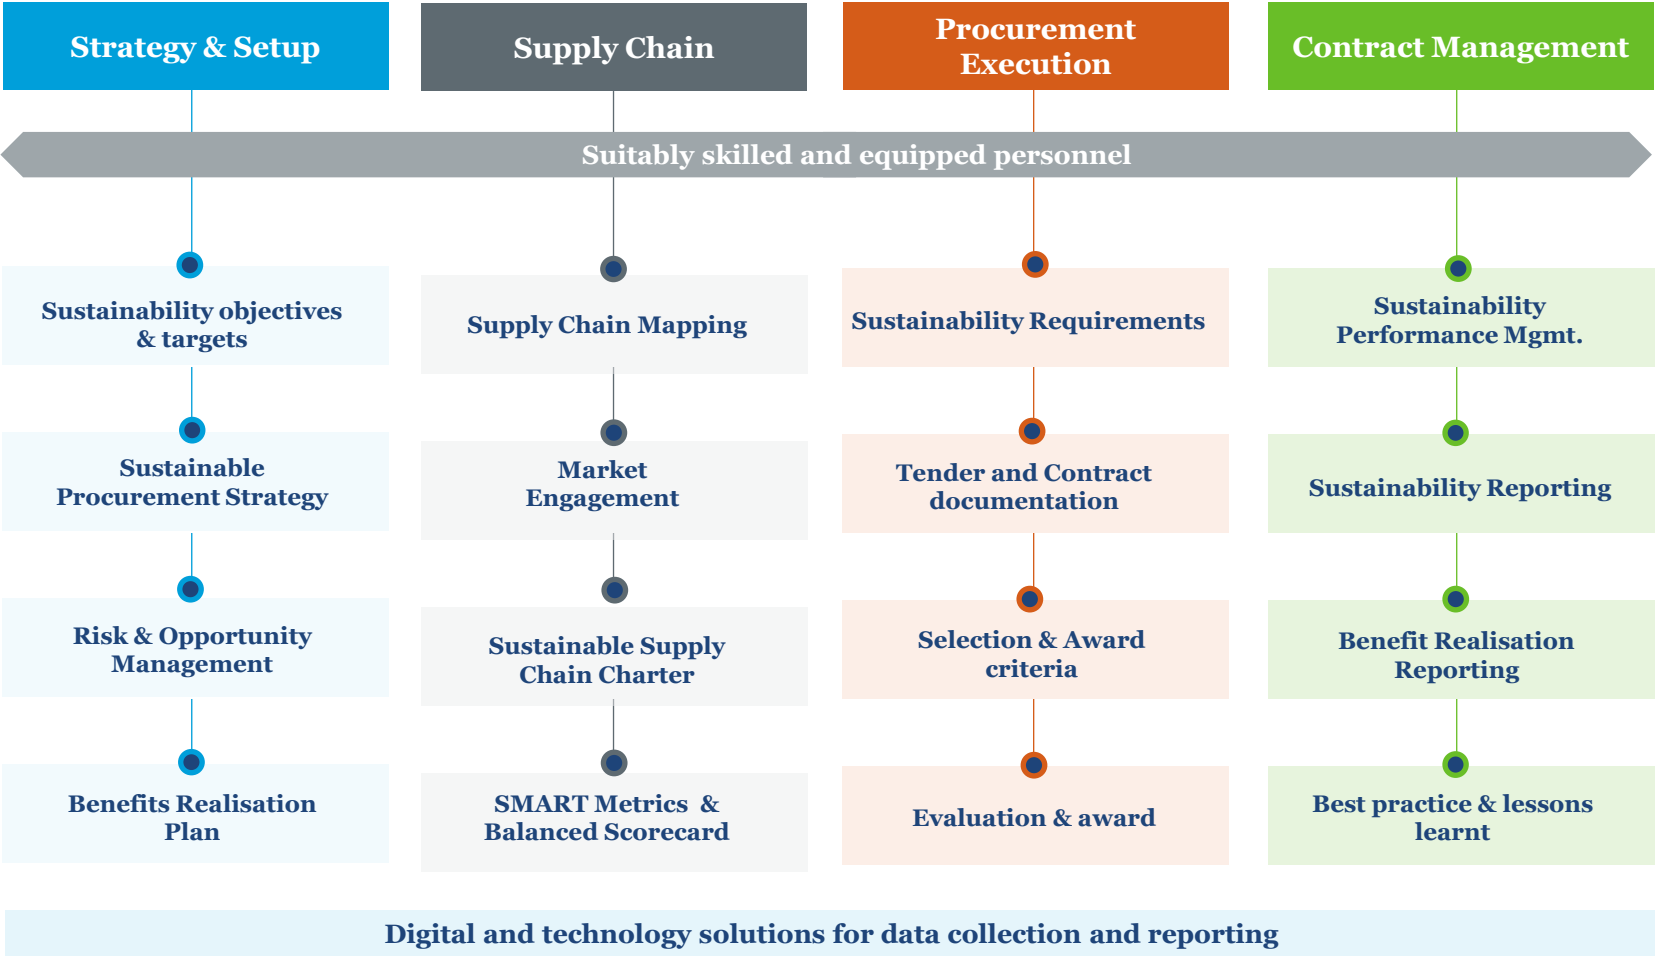 Strategy & Setup
Supply Chain
Procurement
Execution
Contract Management
Suitably skilled and equipped personnel
Sustainability objectives
& targets
Supply Chain Mapping
Sustainability Requirements
Sustainability
Performance Mgmt.
Sustainable
Procurement Strategy
Market
Engagement
Tender and Contract
documentation
Sustainability Reporting
Risk & Opportunity
Management
Sustainable Supply
Chain Charter
Selection & Award
criteria
Benefit Realisation
Reporting
Benefits Realisation
Plan
SMART Metrics &
Balanced Scorecard
Evaluation & award
Best practice & lessons
learnt
Digital and technology solutions for data collection and reporting